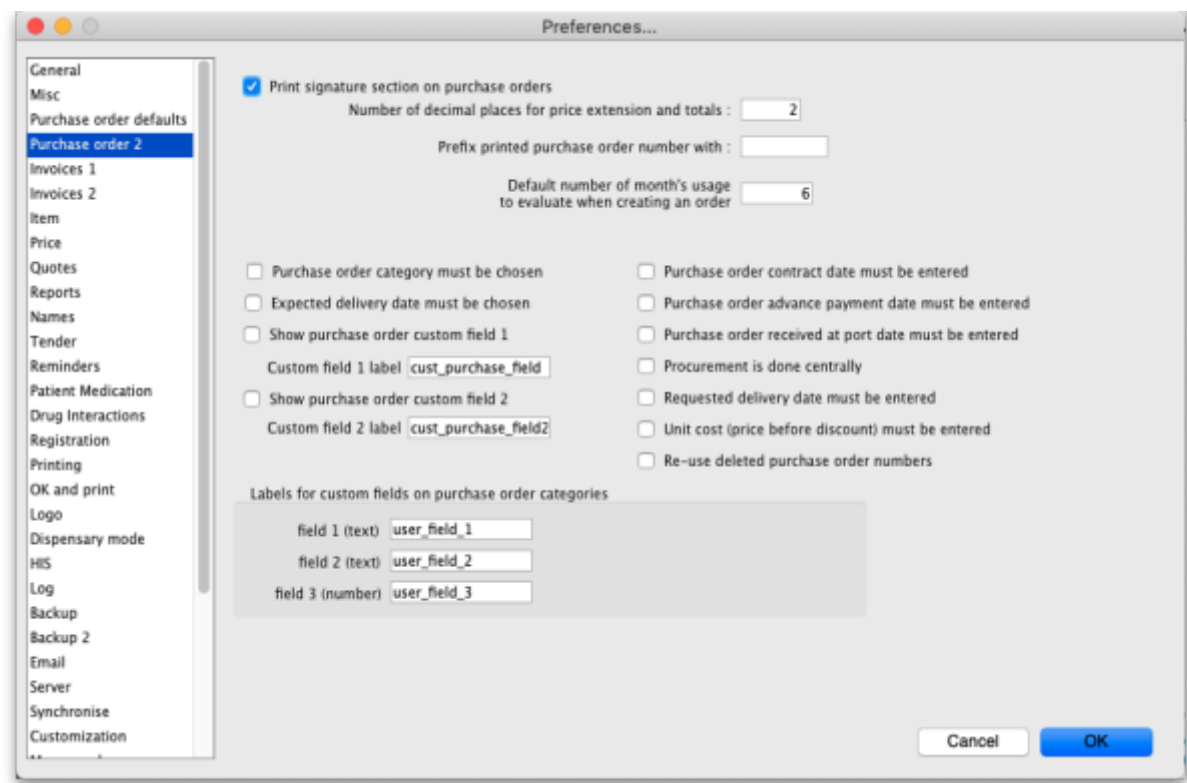 Preferences...
General
Misc
Purchase order defaults
Purchase order 2
Invoices 1
Invoices 2
Item
Price
Quotes
Reports
Names
Tender
Reminders
Patient Medication
Drug Interactions
Registration
Printing
OK and print
Logo
Dispensary mode
HIS
Log
Backup
Backup 2
Email
Server
Synchronise
Customization
Print signature section on purchase orders
Number of decimal places for price extension and totals : 2
Prefix printed purchase order number with :
Default number of month's usage
to evaluate when creating an order 6
Purchase order category must be chosen
Expected delivery date must be chosen
Show purchase order custom field 1
Custom field 1 label cust_purchase_field
Show purchase order custom field 2
Custom field 2 label cust_purchase_field2
Purchase order contract date must be entered
Purchase order advance payment date must be entered
Purchase order received at port date must be entered
Procurement is done centrally
Requested delivery date must be entered
Unit cost (price before discount) must be entered
Re-use deleted purchase order numbers
Labels for custom fields on purchase order categories
field 1 (text) user_field_1
field 2 (text) user_field_2
field 3 (number) user_field_3
Cancel OK